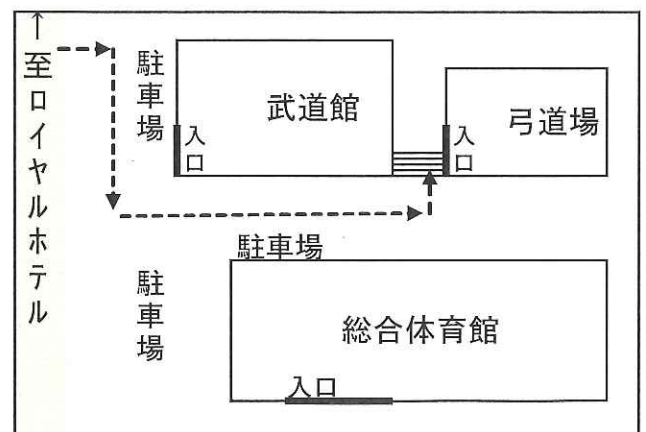 ↑至ロイヤルホテル
駐車場
武道館
入口
弓道場
入口
駐車場
駐車場
総合体育館
入口